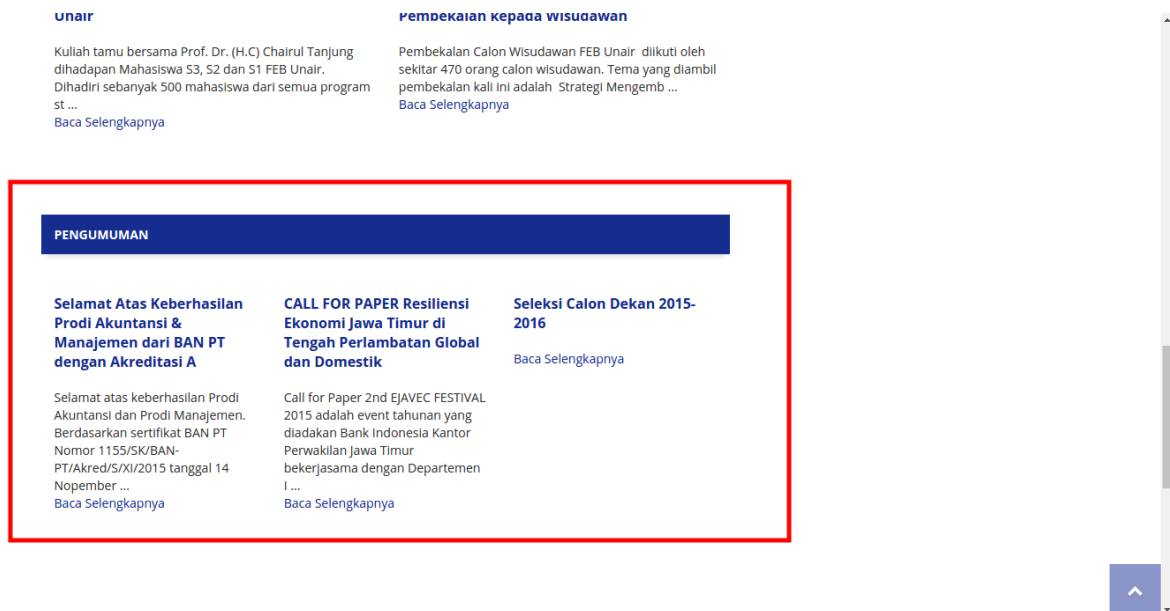 Unair
Kuliah tamu bersama Prof. Dr. (H.C) Chairul Tanjung
dihadapan Mahasiswa S3, S2 dan S1 FEB Unair.
Dihadiri sebanyak 500 mahasiswa dari semua program
st ...
Baca Selengkapnya
Pembekalan Kepada Wisudawan
Pembekalan Calon Wisudawan FEB Unair diikuti oleh
sekitar 470 orang calon wisudawan. Tema yang diambil
pembekalan kali ini adalah Strategi Mengemb ...
Baca Selengkapnya
PENGUMUMAN
Selamat Atas Keberhasilan
Prodi Akuntansi &
Manajemen dari BAN PT
dengan Akreditasi A
Selamat atas keberhasilan Prodi
Akuntansi dan Prodi Manajemen.
Berdasarkan sertifikat BAN PT
Nomor 1155/SK/BAN-
PT/Akred/S/XI/2015 tanggal 14
Nopember ...
Baca Selengkapnya
CALL FOR PAPER Resiliensi
Ekonomi Jawa Timur di
Tengah Perlambatan Global
dan Domestik
Call for Paper 2nd EJAVEC FESTIVAL
2015 adalah event tahunan yang
diadakan Bank Indonesia Kantor
Perwakilan Jawa Timur
bekerjasama dengan Departemen
I ...
Baca Selengkapnya
Seleksi Calon Dekan 2015-
2016
Baca Selengkapnya